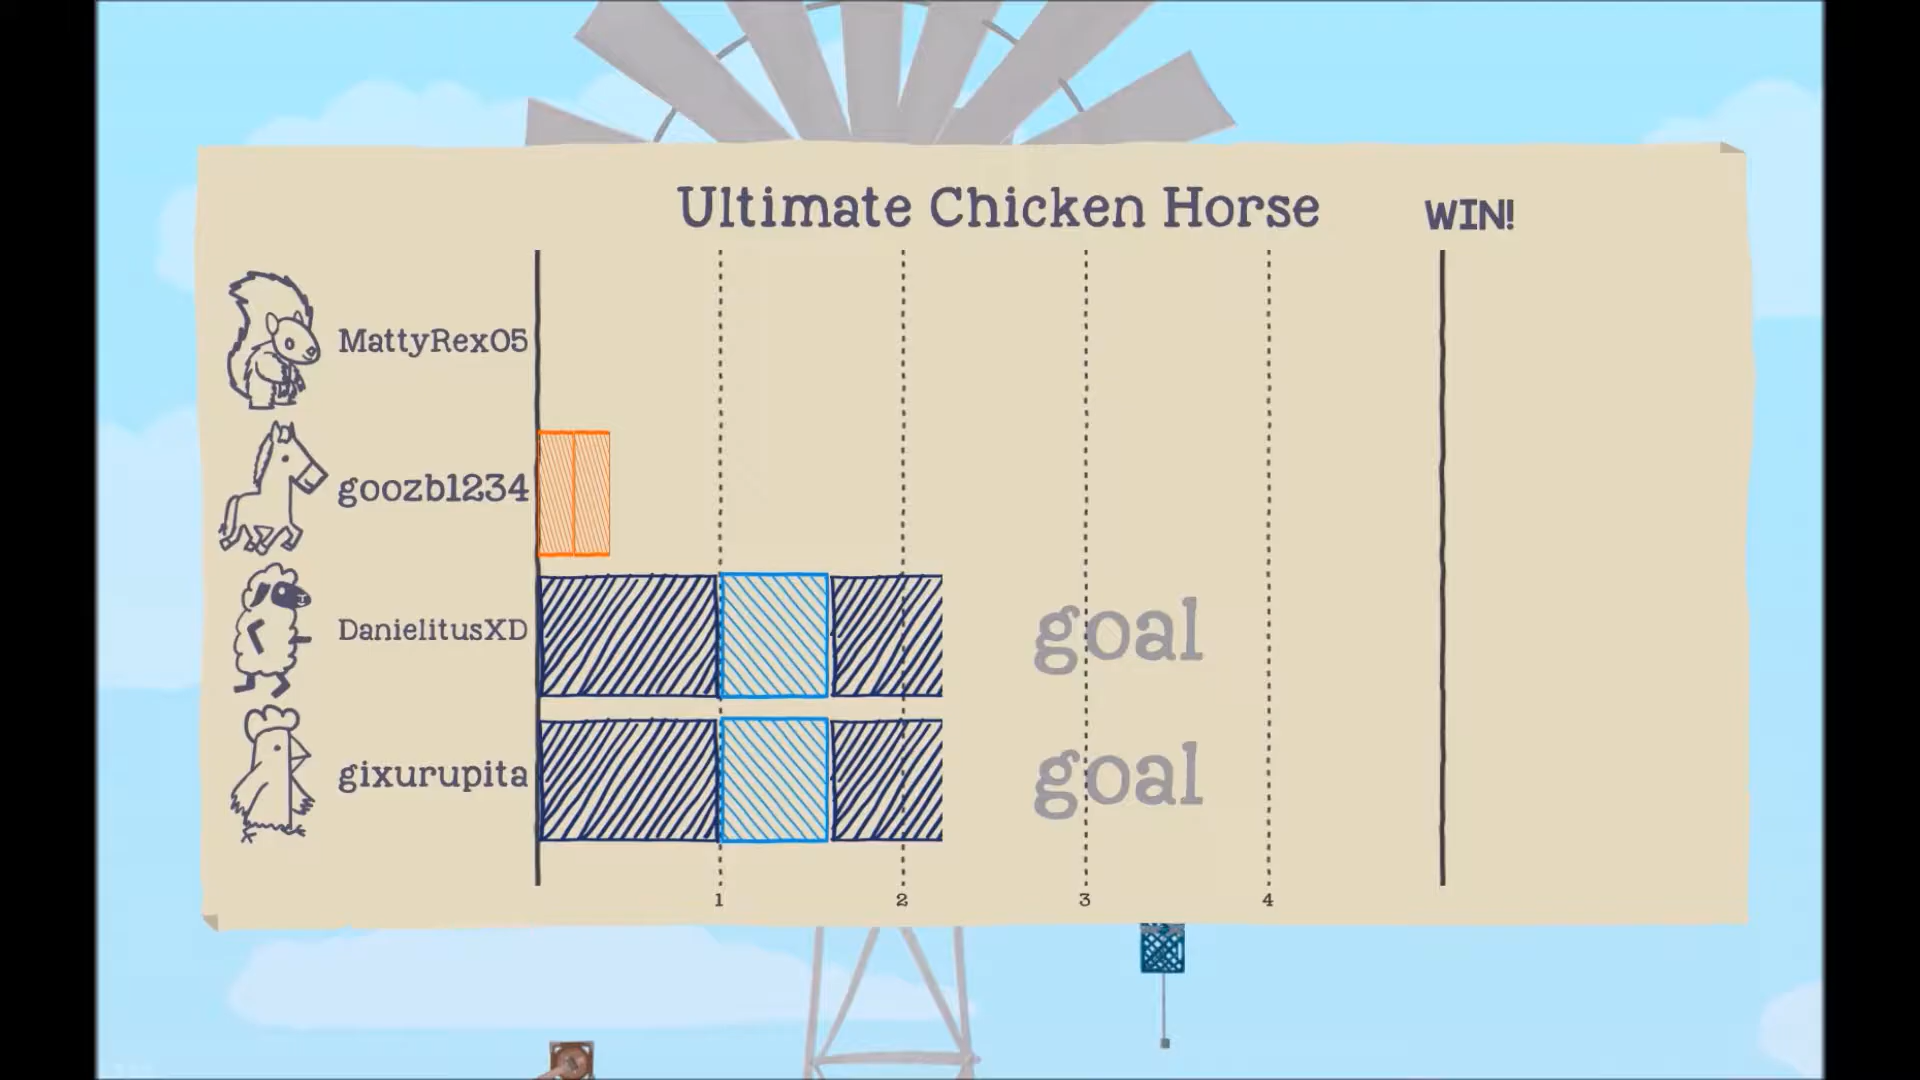 Ultimate Chicken Horse
WIN!
MattyRex05
goozb1234
DanielitusXD
goal
gixurupita
goal
1 2 3 4